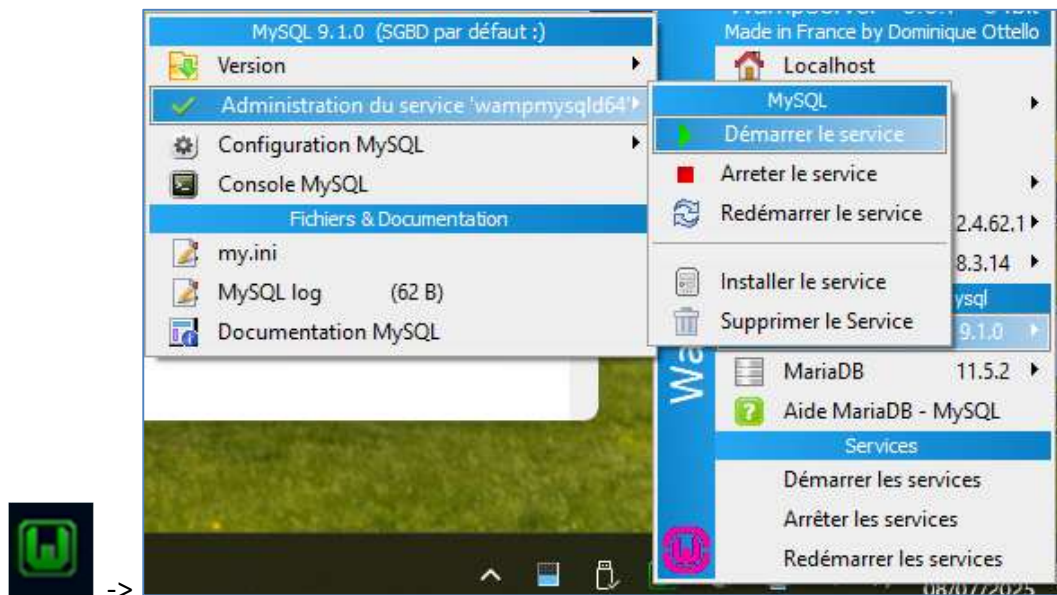 MySQL 9.1.0 (SGBD par défaut :)
Version
Administration du service 'wampmysqld64'
Configuration MySQL
Console MySQL
Fichiers & Documentation
my.ini
MySQL log (62 B)
Documentation MySQL
Made in France by Dominique Ottello
Localhost
MySQL
Démarrer le service
Arreter le service
Redémarrer le service
Installer le service
Supprimer le Service
2.4.62.1
8.3.14
9.1.0
MariaDB 11.5.2
Aide MariaDB - MySQL
Services
Démarrer les services
Arrêter les services
Redémarrer les services
08/07/2025
->